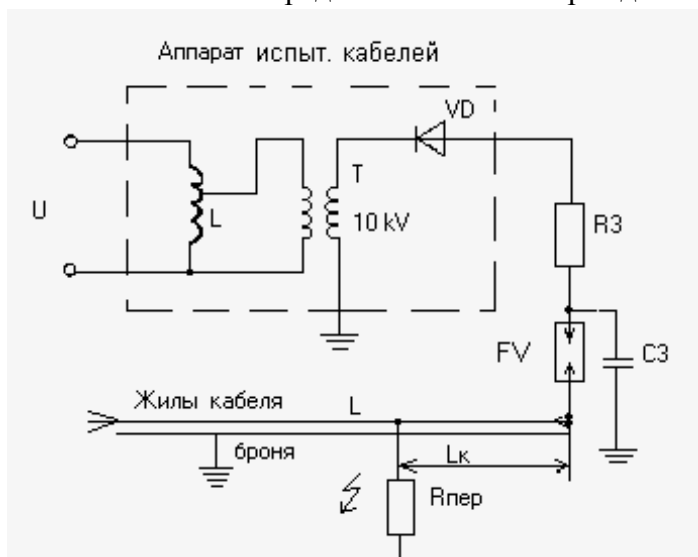 Аппарат испыт. кабелей
VD
T
U
L
10 kV
R3
FV
C3
Жилы кабеля
L
броня
Lк
Rпер